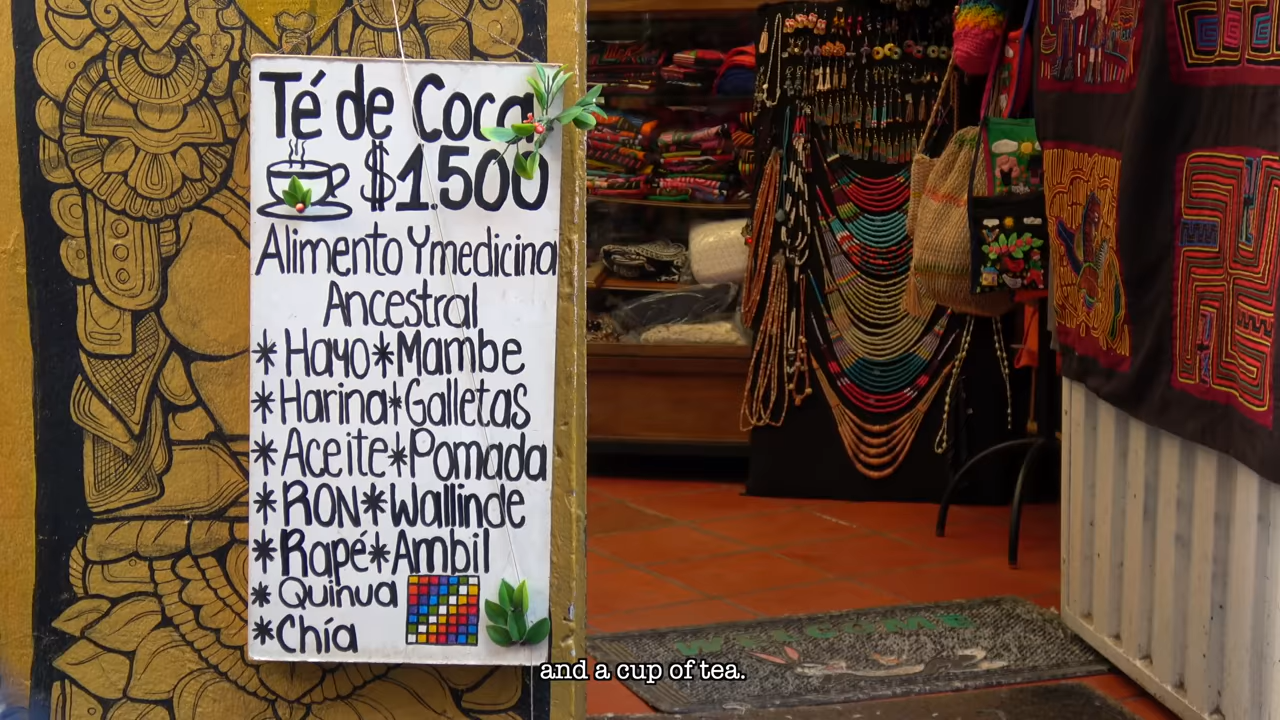 Té de Coca
$1.500
Alimento Y medicina
Ancestral
* Hayo * Mambe
* Harina * Galletas
* Aceite * Pomada
* RON * Wallinde
* Rapé * Ambil
* Quinua
* Chía
WELCOME
and a cup of tea.